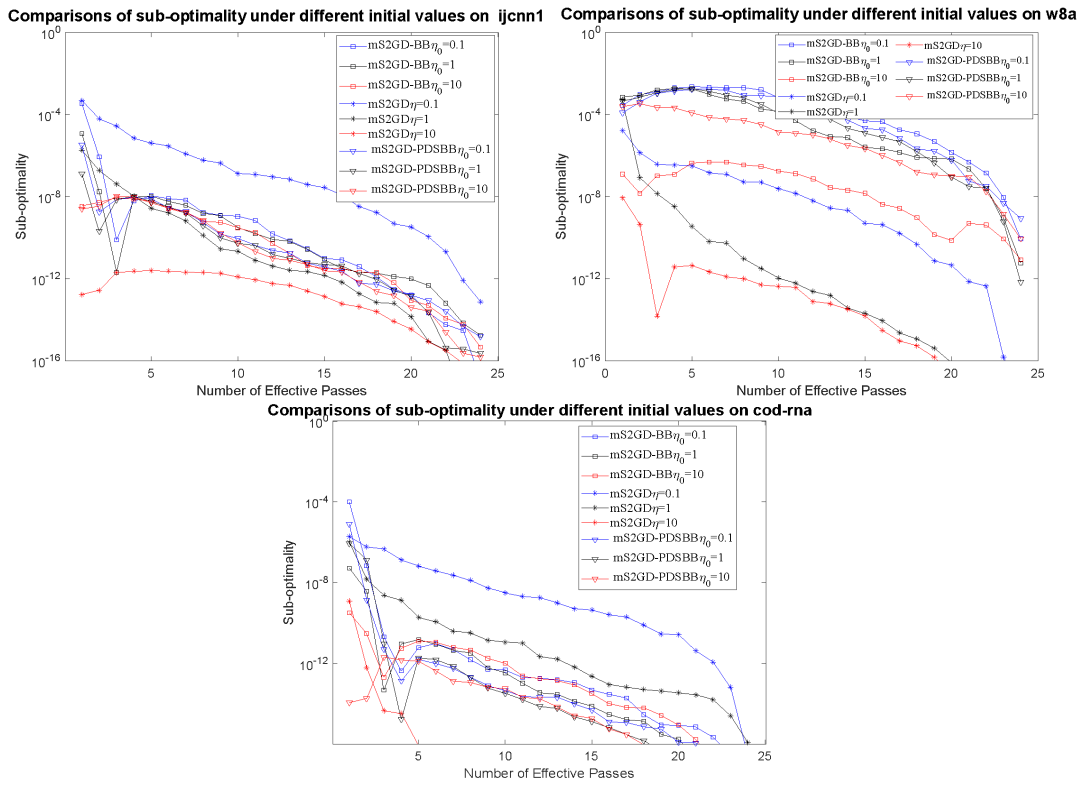 Comparisons of sub-optimality under different initial values on ijcnn1
10^-4
10^-8
10^-12
10^-16
Sub-optimality
5
10
15
20
25
Number of Effective Passes
mS2GD-BBη0=0.1
mS2GD-BBη0=1
mS2GD-BBη0=10
mS2GDη=0.1
mS2GDη=1
mS2GDη=10
mS2GD-PDSBBη0=0.1
mS2GD-PDSBBη0=1
mS2GD-PDSBBη0=10
Comparisons of sub-optimality under different initial values on w8a
10^0
10^-4
10^-8
10^-12
10^-16
Sub-optimality
0
5
10
15
20
25
Number of Effective Passes
mS2GD-BBη0=0.1
mS2GD-BBη0=1
mS2GD-BBη0=10
mS2GDη=0.1
mS2GDη=1
mS2GDη=10
mS2GD-PDSBBη0=0.1
mS2GD-PDSBBη0=1
mS2GD-PDSBBη0=10
Comparisons of sub-optimality under different initial values on cod-rna
10^0
10^-4
10^-8
10^-12
Sub-optimality
5
10
15
20
25
Number of Effective Passes
mS2GD-BBη0=0.1
mS2GD-BBη0=1
mS2GD-BBη0=10
mS2GDη=0.1
mS2GDη=1
mS2GDη=10
mS2GD-PDSBBη0=0.1
mS2GD-PDSBBη0=1
mS2GD-PDSBBη0=10